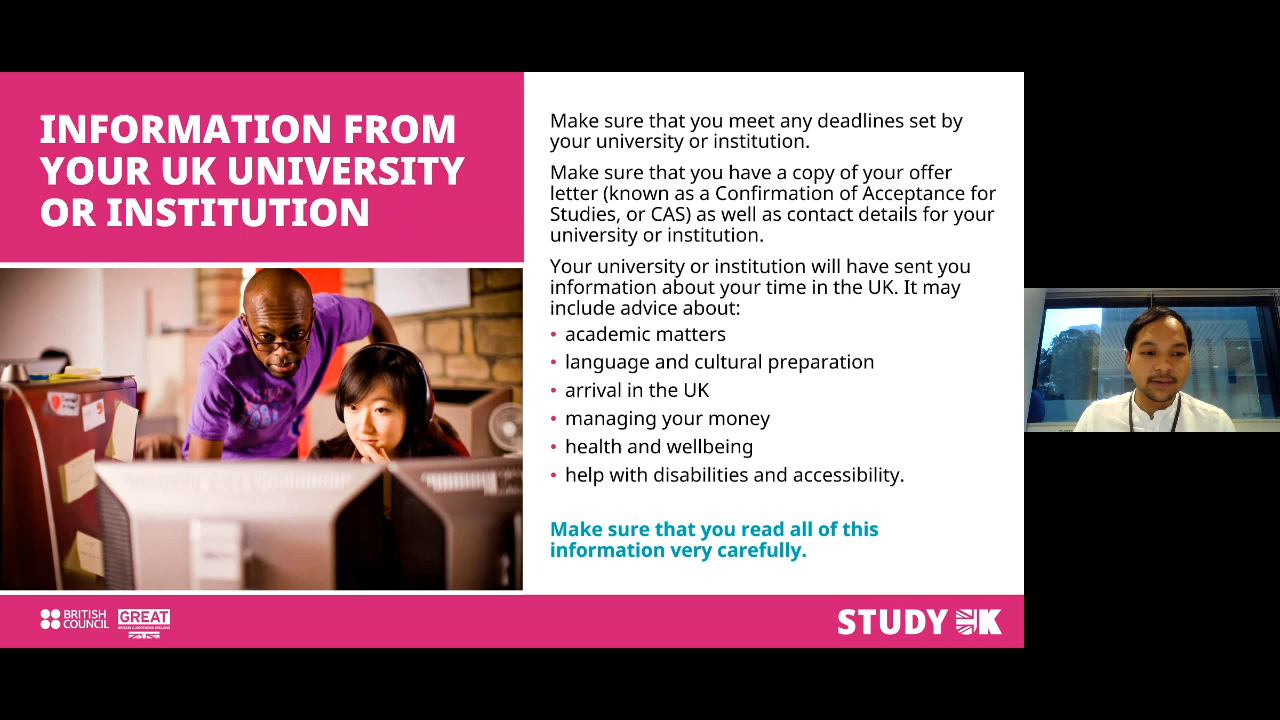 INFORMATION FROM
YOUR UK UNIVERSITY
OR INSTITUTION
Make sure that you meet any deadlines set by
your university or institution.
Make sure that you have a copy of your offer
letter (known as a Confirmation of Acceptance for
Studies, or CAS) as well as contact details for your
university or institution.
Your university or institution will have sent you
information about your time in the UK. It may
include advice about:
• academic matters
• language and cultural preparation
• arrival in the UK
• managing your money
• health and wellbeing
• help with disabilities and accessibility.
Make sure that you read all of this
information very carefully.
BRITISH
COUNCIL
GREAT
BRITAIN & NORTHERN IRELAND
STUDY UK